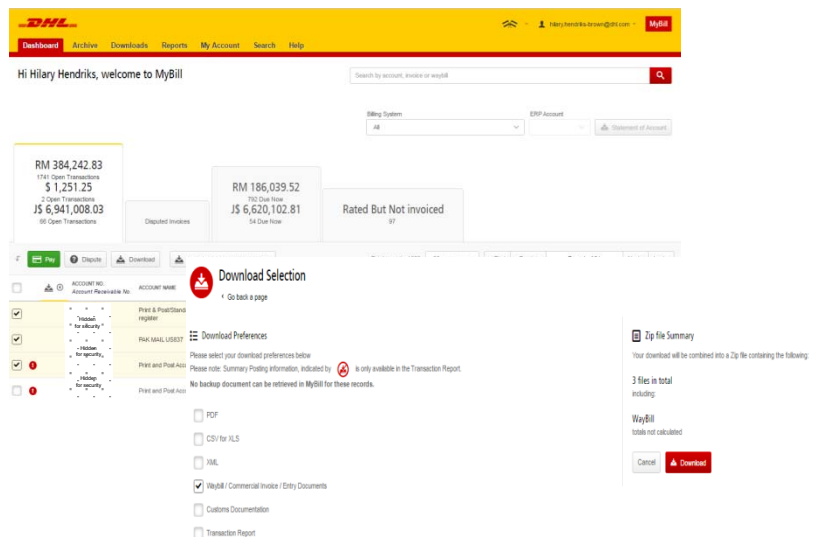 DHL
hilary.hendriks-brown@dhl.com
MyBill
Dashboard Archive Downloads Reports My Account Search Help
Hi Hilary Hendriks, welcome to MyBill
Search by account, invoice or waybill
Billing System
ERP Account
All
Statement of Account
RM 384,242.83
1741 Open Transactions
$ 1,251.25
2 Open Transactions
J$ 6,941,008.03
66 Open Transactions
Disputed Invoices
RM 186,039.52
792 Due Now
J$ 6,620,102.81
54 Due Now
Rated But Not invoiced
87
Pay Dispute Download
ACCOUNT NO.
Account Receivable No.
ACCOUNT NAME
Hidden
for security
Print & Post/Stand
register
Hidden
for security
PAK MAIL US637
Hidden
for security
Print and Post Acc
Print and Post Acco
Download Selection
Go back a page
Download Preferences
Please select your download preferences below
Please note: Summary Posting information, indicated by is only available in the Transaction Report.
No backup document can be retrieved in MyBill for these records.
PDF
CSV for XLS
XML
Waybill / Commercial Invoice / Entry Documents
Customs Documentation
Transaction Report
Zip file Summary
Your download will be combined into a Zip file containing the following:
3 files in total
including:
WayBill
totals not calculated
Cancel Download